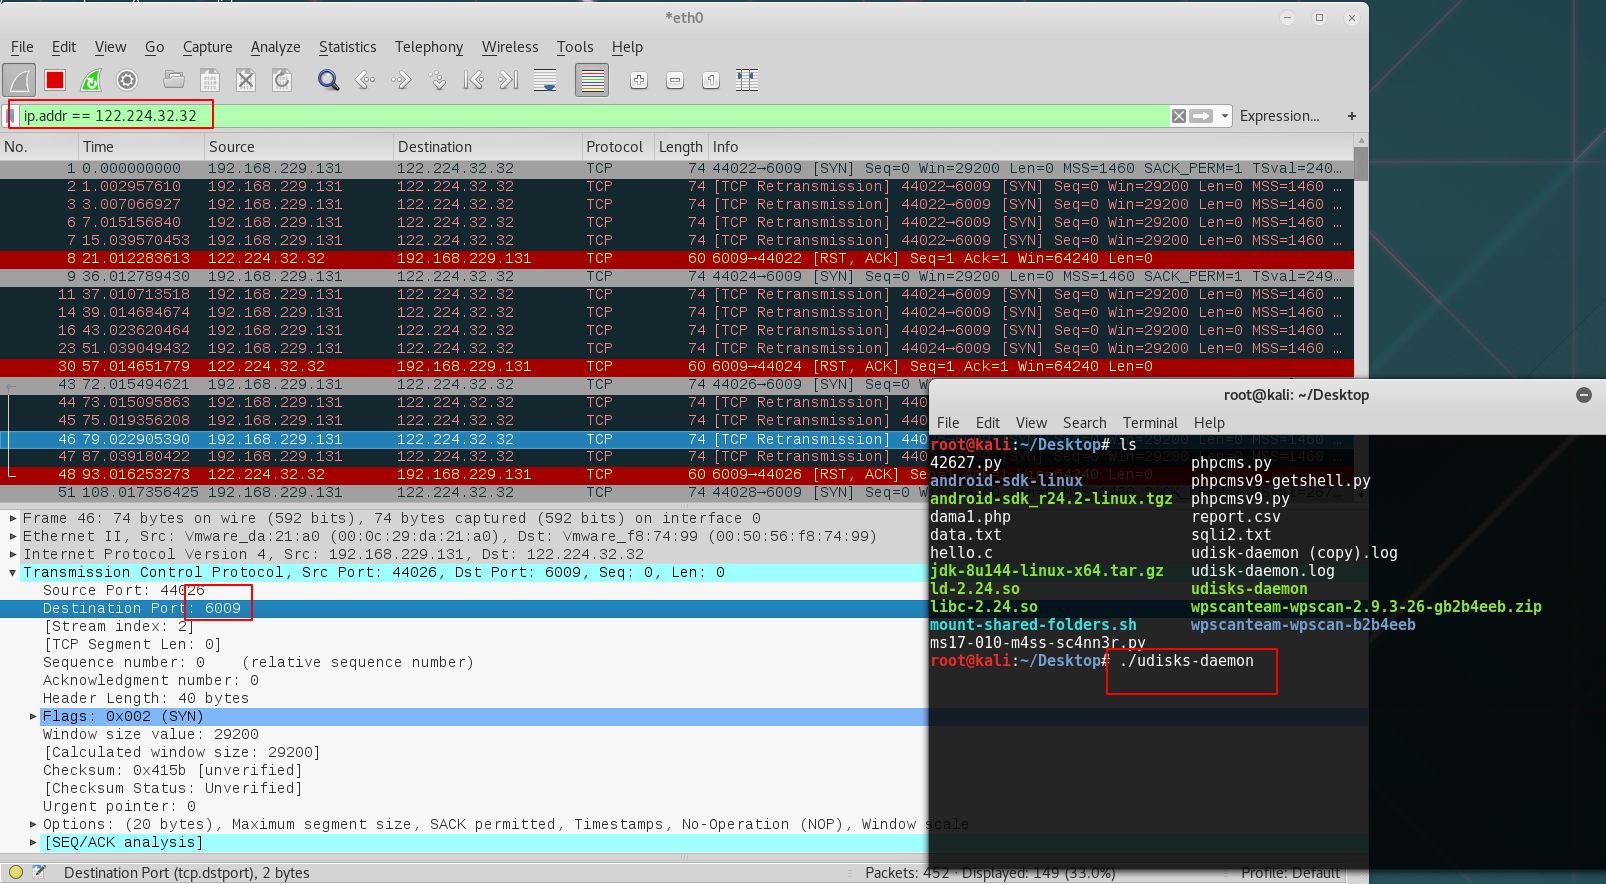 *eth0
File Edit View Go Capture Analyze Statistics Telephony Wireless Tools Help
ip.addr == 122.224.32.32 Expression... +
No. Time Source Destination Protocol Length Info
1 0.000000000 192.168.229.131 122.224.32.32 TCP 74 44022→6009 [SYN] Seq=0 Win=29200 Len=0 MSS=1460 SACK_PERM=1 TSval=240...
2 1.002957610 192.168.229.131 122.224.32.32 TCP 74 [TCP Retransmission] 44022→6009 [SYN] Seq=0 Win=29200 Len=0 MSS=1460 ...
3 3.007066927 192.168.229.131 122.224.32.32 TCP 74 [TCP Retransmission] 44022→6009 [SYN] Seq=0 Win=29200 Len=0 MSS=1460 ...
6 7.015156840 192.168.229.131 122.224.32.32 TCP 74 [TCP Retransmission] 44022→6009 [SYN] Seq=0 Win=29200 Len=0 MSS=1460 ...
7 15.039570453 192.168.229.131 122.224.32.32 TCP 74 [TCP Retransmission] 44022→6009 [SYN] Seq=0 Win=29200 Len=0 MSS=1460 ...
8 21.012283613 122.224.32.32 192.168.229.131 TCP 60 6009→44022 [RST, ACK] Seq=1 Ack=1 Win=64240 Len=0
9 36.012789430 192.168.229.131 122.224.32.32 TCP 74 44024→6009 [SYN] Seq=0 Win=29200 Len=0 MSS=1460 SACK_PERM=1 TSval=249...
11 37.010713518 192.168.229.131 122.224.32.32 TCP 74 [TCP Retransmission] 44024→6009 [SYN] Seq=0 Win=29200 Len=0 MSS=1460 ...
14 39.014684674 192.168.229.131 122.224.32.32 TCP 74 [TCP Retransmission] 44024→6009 [SYN] Seq=0 Win=29200 Len=0 MSS=1460 ...
16 43.023620464 192.168.229.131 122.224.32.32 TCP 74 [TCP Retransmission] 44024→6009 [SYN] Seq=0 Win=29200 Len=0 MSS=1460 ...
23 51.039049432 192.168.229.131 122.224.32.32 TCP 74 [TCP Retransmission] 44024→6009 [SYN] Seq=0 Win=29200 Len=0 MSS=1460 ...
30 57.014651779 122.224.32.32 192.168.229.131 TCP 60 6009→44024 [RST, ACK] Seq=1 Ack=1 Win=64240 Len=0
43 72.015494621 192.168.229.131 122.224.32.32 TCP 74 44026→6009 [SYN] Seq=0
44 73.015095863 192.168.229.131 122.224.32.32 TCP 74 [TCP Retransmission] 440
45 75.019356208 192.168.229.131 122.224.32.32 TCP 74 [TCP Retransmission] 440
46 79.022905390 192.168.229.131 122.224.32.32 TCP 74 [TCP Retransmission] 440
47 87.039180422 192.168.229.131 122.224.32.32 TCP 74 [TCP Retransmission] 440
48 93.016253273 122.224.32.32 192.168.229.131 TCP 60 6009→44026 [RST, ACK] Seq=1
51 108.017356425 192.168.229.131 122.224.32.32 TCP 74 44028→6009 [SYN] Seq=0
Frame 46: 74 bytes on wire (592 bits), 74 bytes captured (592 bits) on interface 0
Ethernet II, Src: Vmware_da:21:a0 (00:0c:29:da:21:a0), Dst: Vmware_f8:74:99 (00:50:56:f8:74:99)
Internet Protocol Version 4, Src: 192.168.229.131, Dst: 122.224.32.32
Transmission Control Protocol, Src Port: 44026, Dst Port: 6009, Seq: 0, Len: 0
Source Port: 44026
Destination Port: 6009
[Stream index: 2]
[TCP Segment Len: 0]
Sequence number: 0 (relative sequence number)
Acknowledgment number: 0
Header Length: 40 bytes
Flags: 0x002 (SYN)
Window size value: 29200
[Calculated window size: 29200]
Checksum: 0x415b [unverified]
[Checksum Status: Unverified]
Urgent pointer: 0
Options: (20 bytes), Maximum segment size, SACK permitted, Timestamps, No-Operation (NOP), Window scale
[SEQ/ACK analysis]
Destination Port (tcp.dstport), 2 bytes Packets: 452 · Displayed: 149 (33.0%) Profile: Default
root@kali: ~/Desktop
File Edit View Search Terminal Help
root@kali:~/Desktop# ls
42627.py phpcms.py
android-sdk-linux phpcmsv9-getshell.py
android-sdk_r24.2-linux.tgz phpcmsv9.py
dama1.php report.csv
data.txt sqli2.txt
hello.c udisk-daemon (copy).log
jdk-8u144-linux-x64.tar.gz udisk-daemon.log
ld-2.24.so udisks-daemon
libc-2.24.so wpscanteam-wpscan-2.9.3-26-gb2b4eeb.zip
mount-shared-folders.sh wpscanteam-wpscan-b2b4eeb
ms17-010-m4ss-sc4nn3r.py
root@kali:~/Desktop# ./udisks-daemon